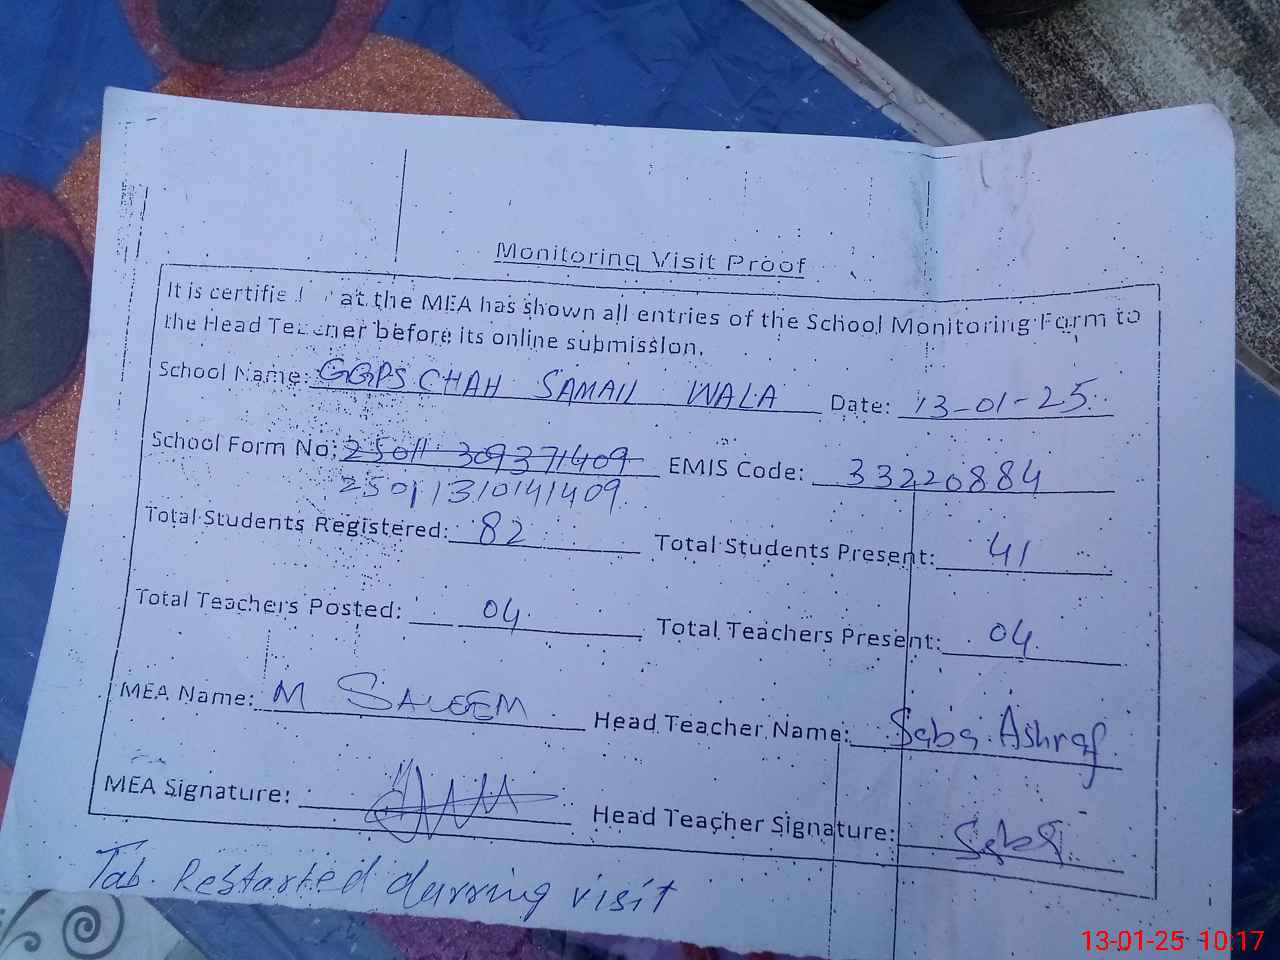 Monitoring Visit Proof
It is certifie at the MEA has shown all entries of the School Monitoring Form to
the Head Teacher before its online submission.
School Name: GGPS CHAH SAMAIL WALA Date: 13-01-25
School Form No: 25011309371409 EMIS Code: 33220884
25011310141409
Total Students Registered: 82 Total Students Present: 41
Total Teachers Posted: 04 Total Teachers Present: 04
MEA Name: M SALEEM Head Teacher Name: Saba Ashraf
MEA Signature: Head Teacher Signature: Saba
Tab. Restarted durring visit
13-01-25 10:17